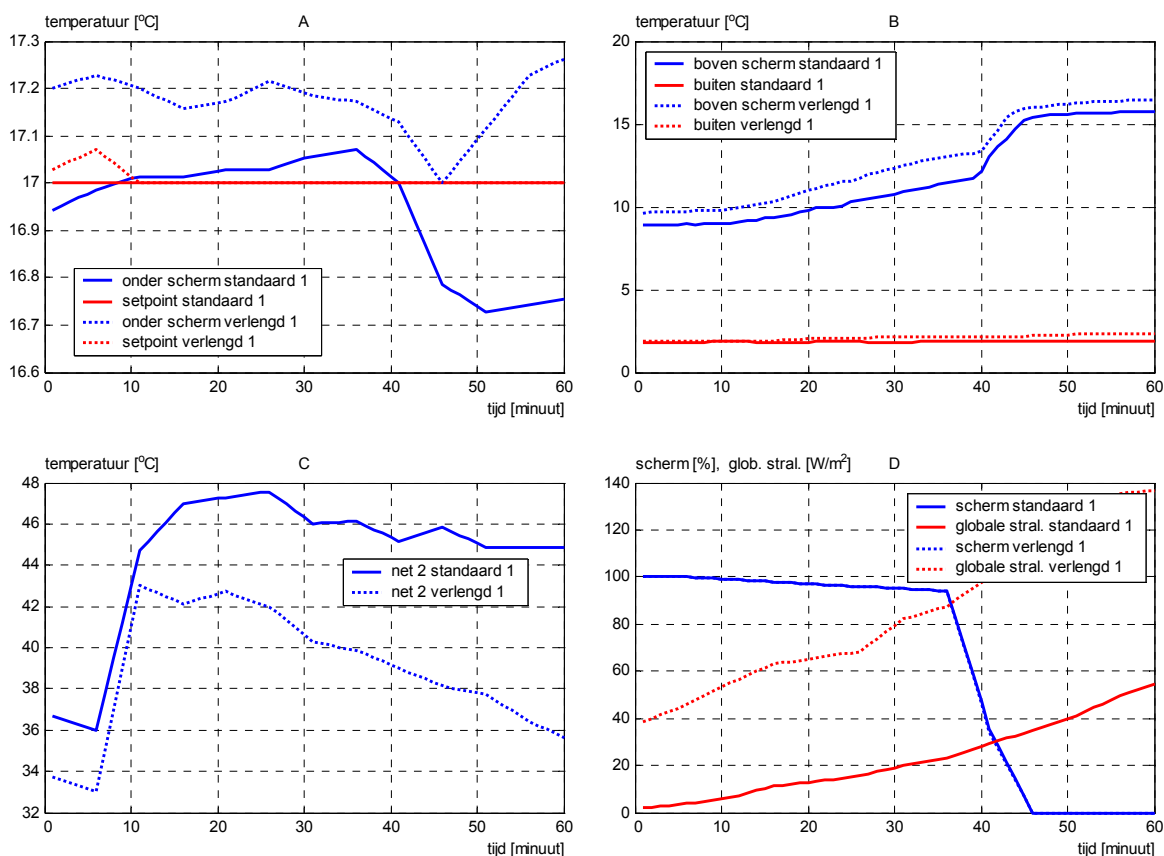 temperatuur [°C] A
17.3
17.2
17.1
17
16.9
16.8
16.7
16.6
onder scherm standaard 1
setpoint standaard 1
onder scherm verlengd 1
setpoint verlengd 1
0 10 20 30 40 50 60
tijd [minuut]
temperatuur [°C] B
20
15
10
5
0
boven scherm standaard 1
buiten standaard 1
boven scherm verlengd 1
buiten verlengd 1
0 10 20 30 40 50 60
tijd [minuut]
temperatuur [°C] C
48
46
44
42
40
38
36
34
32
net 2 standaard 1
net 2 verlengd 1
0 10 20 30 40 50 60
tijd [minuut]
scherm [%], glob. stral. [W/m²] D
140
120
100
80
60
40
20
0
scherm standaard 1
globale stral. standaard 1
scherm verlengd 1
globale stral. verlengd 1
0 10 20 30 40 50 60
tijd [minuut]